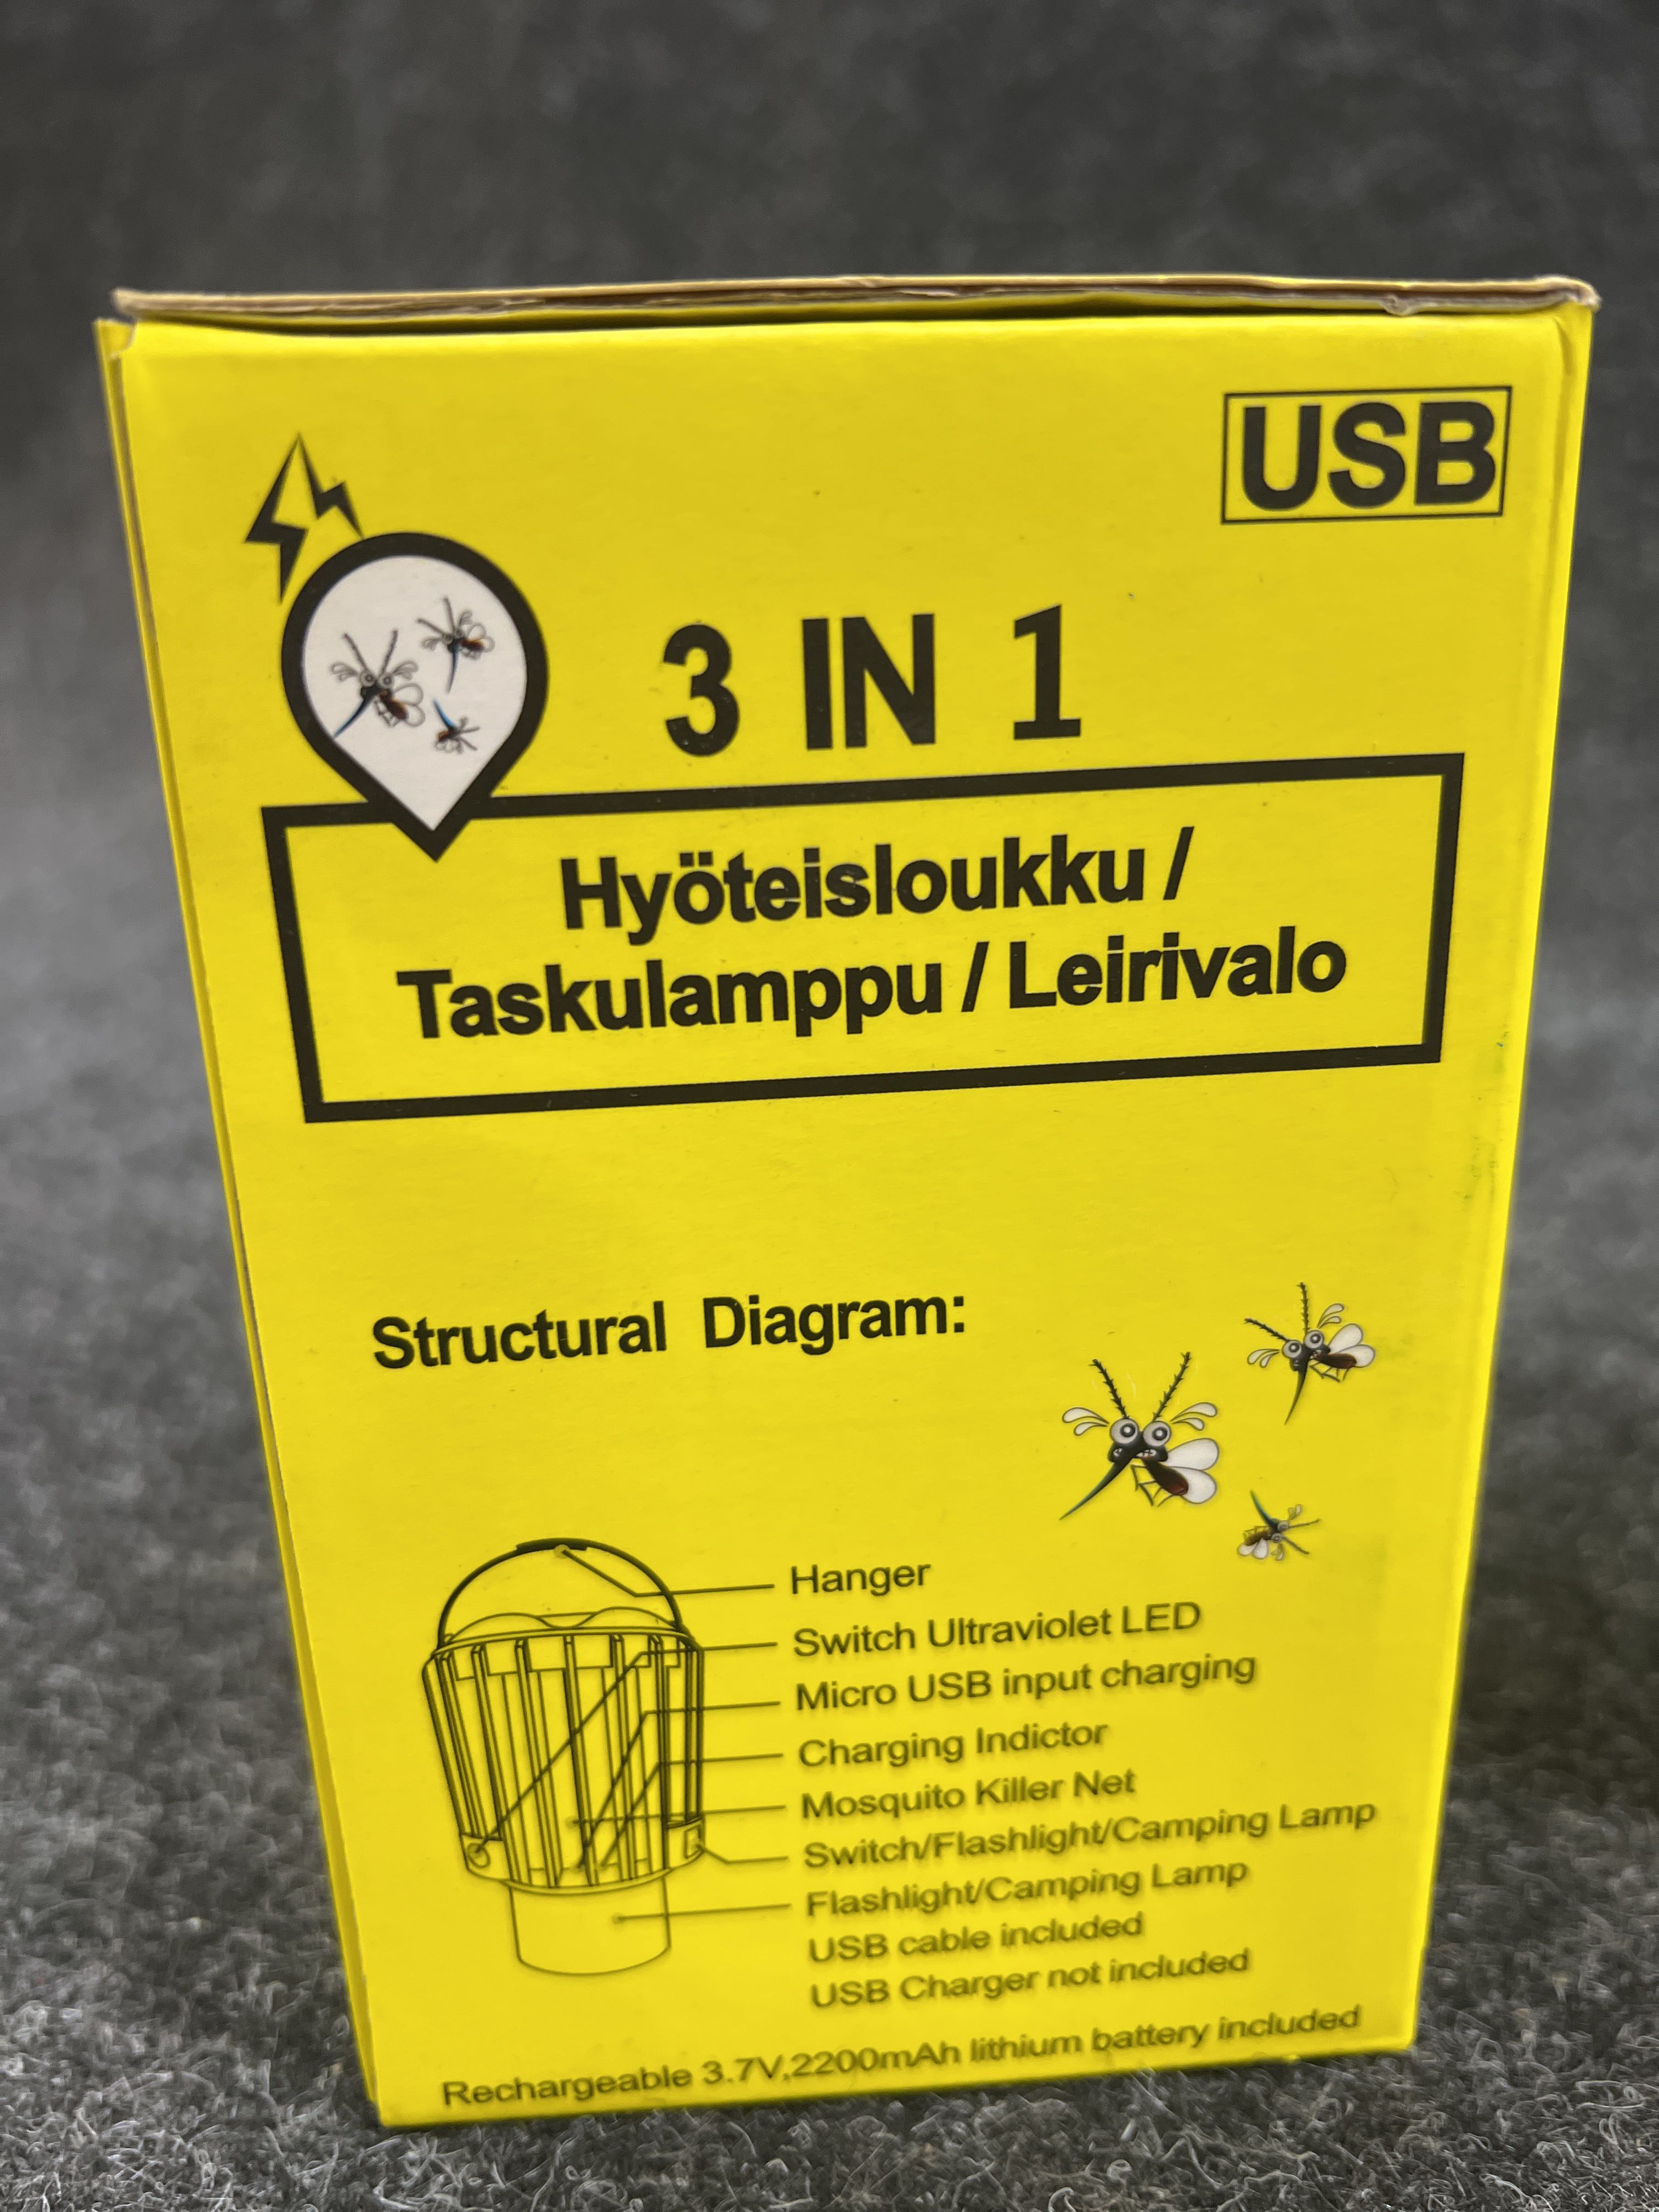 USB
3 IN 1
Hyöteisloukku /
Taskulamppu / Leirivalo
Structural Diagram:
Hanger
Switch Ultraviolet LED
Micro USB input charging
Charging Indictor
Mosquito Killer Net
Switch/Flashlight/Camping Lamp
Flashlight/Camping Lamp
USB cable included
USB Charger not included
Rechargeable 3.7V,2200mAh lithium battery included